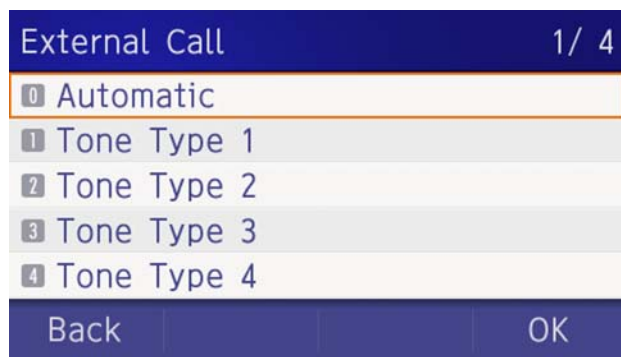 External Call 1/ 4
0 Automatic
1 Tone Type 1
2 Tone Type 2
3 Tone Type 3
4 Tone Type 4
Back OK